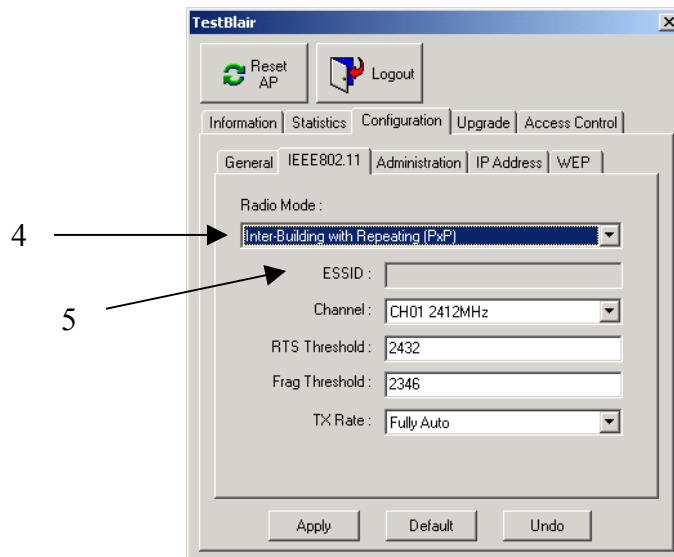 TestBlair
Reset AP
Logout
Information Statistics Configuration Upgrade Access Control
General IEEE802.11 Administration IP Address WEP
Radio Mode :
4
Inter-Building with Repeating (PxP)
5
ESSID :
Channel : CH01 2412MHz
RTS Threshold : 2432
Frag Threshold : 2346
TX Rate : Fully Auto
Apply Default Undo